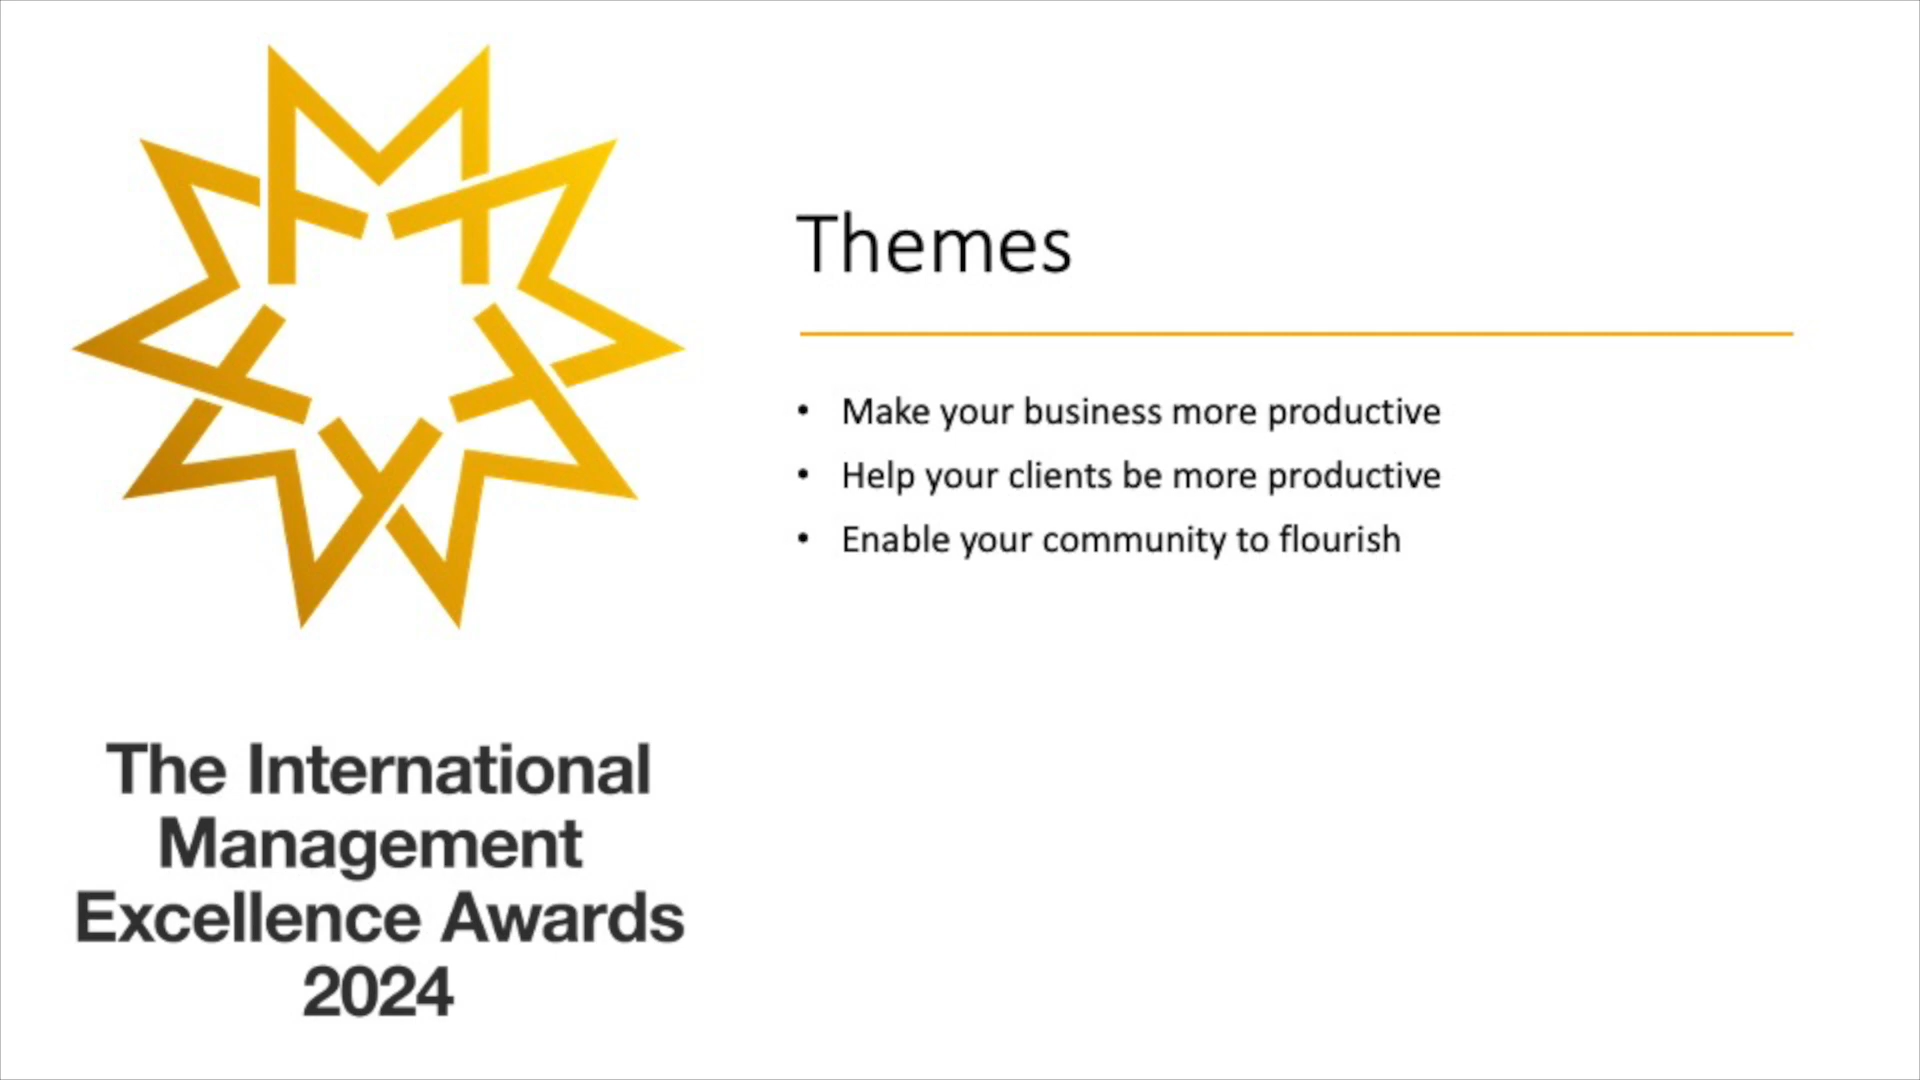 Themes
• Make your business more productive
• Help your clients be more productive
• Enable your community to flourish
The International
Management
Excellence Awards
2024